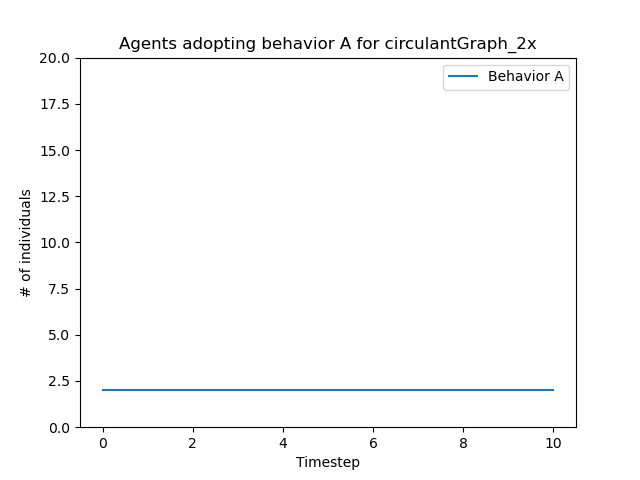 Agents adopting behavior A for circulantGraph_2x
Behavior A
# of individuals
20.0
17.5
15.0
12.5
10.0
7.5
5.0
2.5
0.0
0 2 4 6 8 10
Timestep